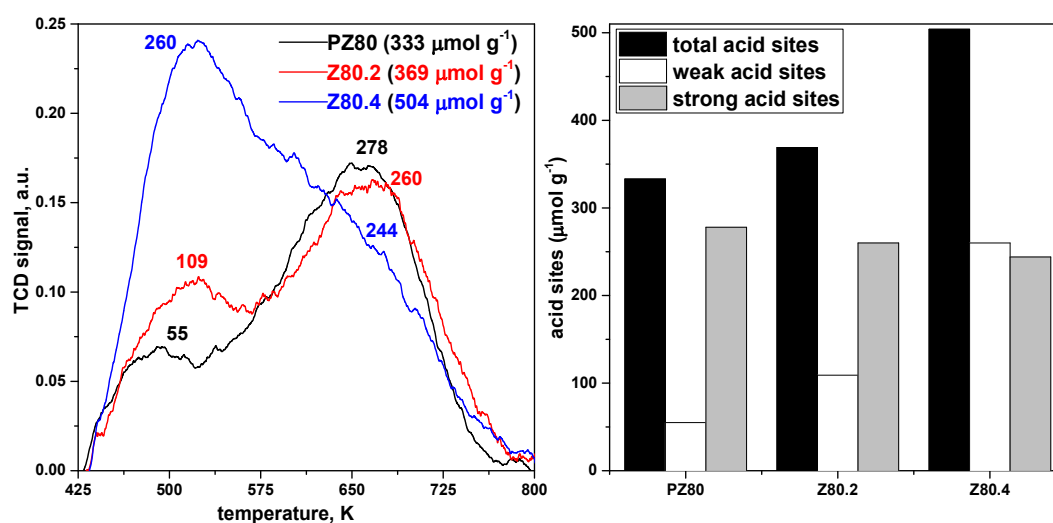 0.25
0.20
0.15
0.10
0.05
0.00
TCD signal, a.u.
260
PZ80 (333 μmol g⁻¹)
Z80.2 (369 μmol g⁻¹)
Z80.4 (504 μmol g⁻¹)
278
260
244
109
55
425 500 575 650 725 800
temperature, K
500
400
300
200
100
0
acid sites (μmol g⁻¹)
total acid sites
weak acid sites
strong acid sites
PZ80 Z80.2 Z80.4